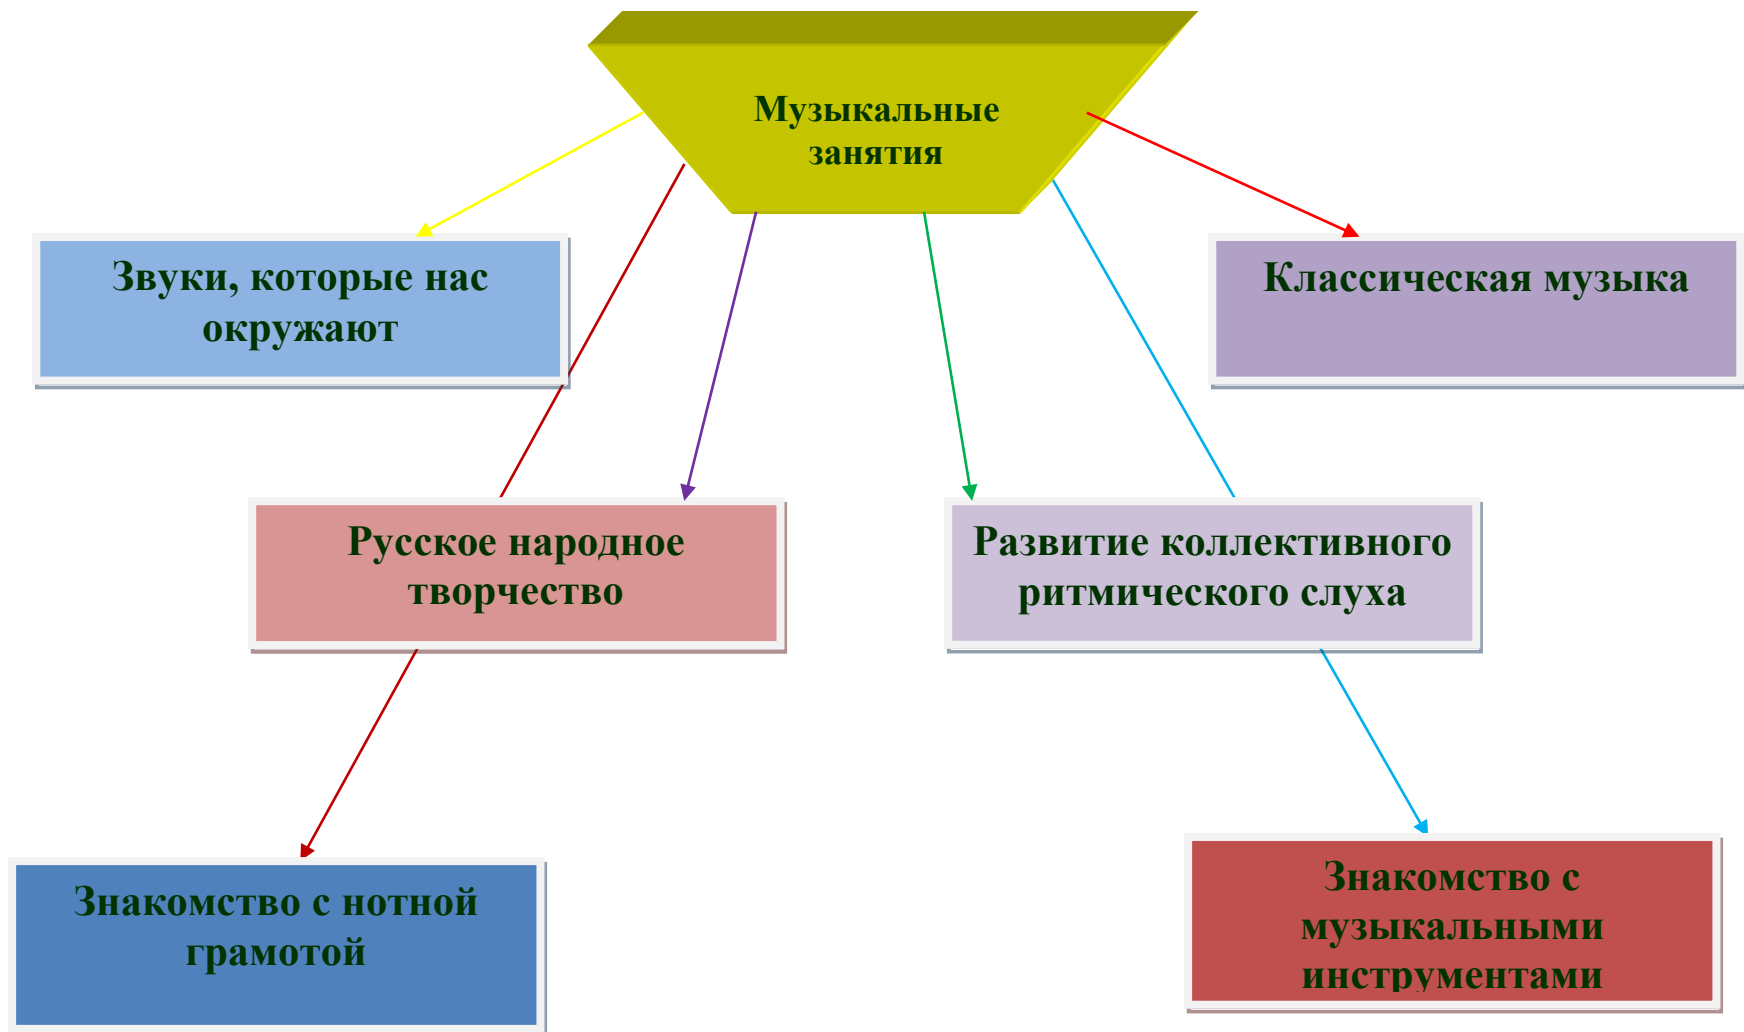 Музыкальные
занятия
Звуки, которые нас
окружают
Классическая музыка
Русское народное
творчество
Развитие коллективного
ритмического слуха
Знакомство с нотной
грамотой
Знакомство с
музыкальными
инструментами